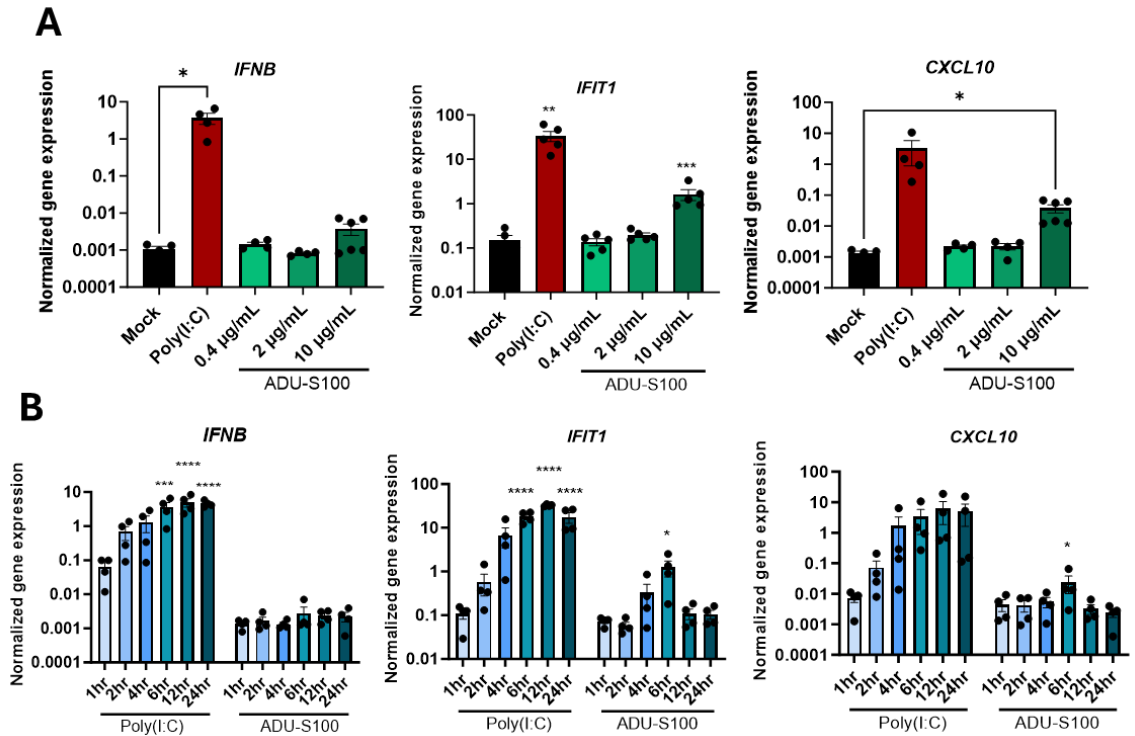 A
IFNB
*
Normalized gene expression
10
1
0.1
0.01
0.001
0.0001
Mock
Poly(I:C)
0.4 µg/mL
2 µg/mL
10 µg/mL
ADU-S100
IFIT1
**
***
Normalized gene expression
100
10
1
0.1
0.01
Mock
Poly(I:C)
0.4 µg/mL
2 µg/mL
10 µg/mL
ADU-S100
CXCL10
*
Normalized gene expression
100
10
1
0.1
0.01
0.001
0.0001
Mock
Poly(I:C)
0.4 µg/mL
2 µg/mL
10 µg/mL
ADU-S100
B
IFNB
***
****
****
Normalized gene expression
10
1
0.1
0.01
0.001
0.0001
1hr
2hr
4hr
6hr
12hr
24hr
1hr
2hr
4hr
6hr
12hr
24hr
Poly(I:C)
ADU-S100
IFIT1
****
****
****
*
Normalized gene expression
100
10
1
0.1
0.01
1hr
2hr
4hr
6hr
12hr
24hr
1hr
2hr
4hr
6hr
12hr
24hr
Poly(I:C)
ADU-S100
CXCL10
*
Normalized gene expression
100
10
1
0.1
0.01
0.001
0.0001
1hr
2hr
4hr
6hr
12hr
24hr
1hr
2hr
4hr
6hr
12hr
24hr
Poly(I:C)
ADU-S100